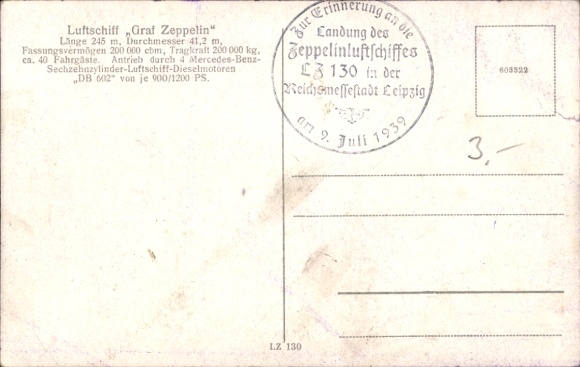 Luftschiff „Graf Zeppelin“
Länge 245 m, Durchmesser 41,2 m,
Fassungsvermögen 200 000 cbm, Tragkraft 200 000 kg,
ca. 40 Fahrgäste. Antrieb durch 4 Mercedes-Benz-
Sechzehnzylinder-Luftschiff-Dieselmotoren
„DB 602“ von je 900/1200 PS.
Zur Erinnerung an die
Landung des
Zeppelinluftschiffes
LZ 130 in der
Reichsmessestadt Leipzig
am 9. Juli 1939
603522
3,-
LZ 130